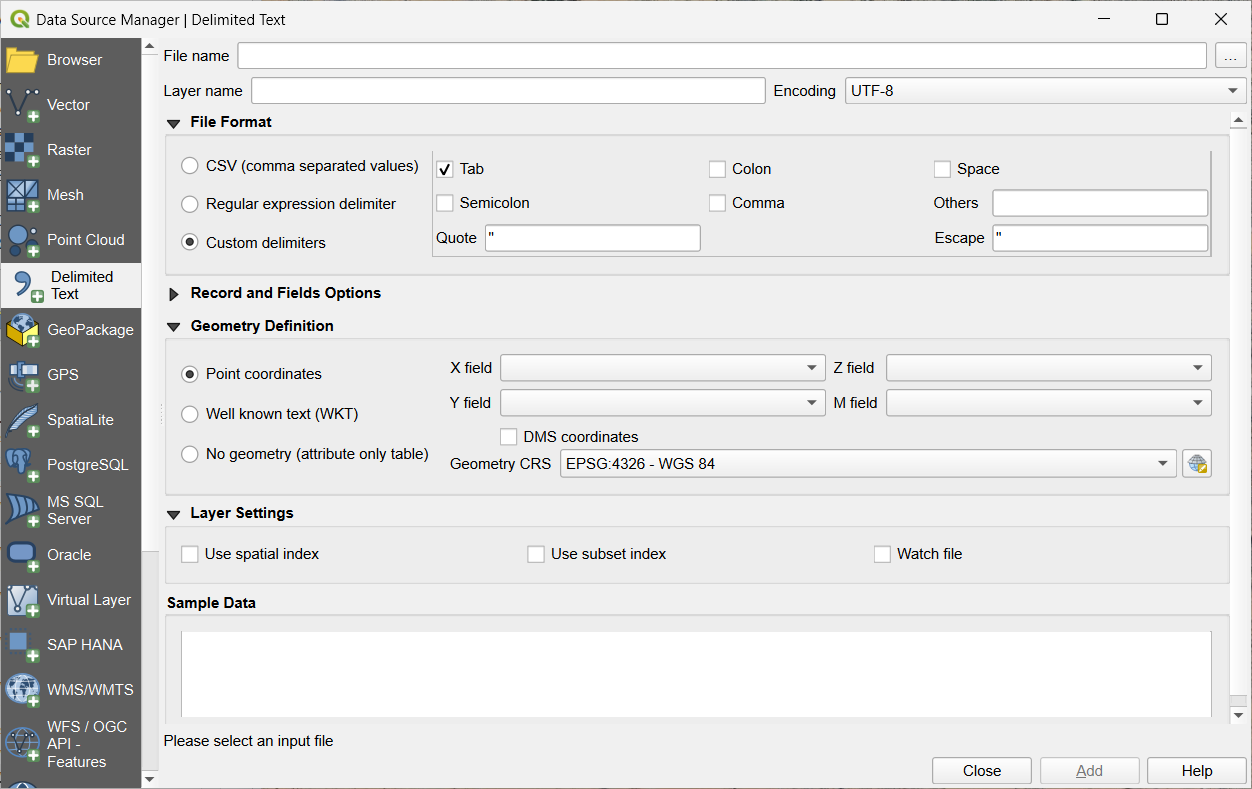 Data Source Manager | Delimited Text
Browser
Vector
Raster
Mesh
Point Cloud
Delimited
Text
GeoPackage
GPS
SpatiaLite
PostgreSQL
MS SQL
Server
Oracle
Virtual Layer
SAP HANA
WMS/WMTS
WFS / OGC
API -
Features
File name
...
Layer name
Encoding UTF-8
File Format
CSV (comma separated values)
Regular expression delimiter
Custom delimiters
Tab Colon Space
Semicolon Comma Others
Quote " Escape "
Record and Fields Options
Geometry Definition
Point coordinates
Well known text (WKT)
No geometry (attribute only table)
X field Z field
Y field M field
DMS coordinates
Geometry CRS EPSG:4326 - WGS 84
Layer Settings
Use spatial index Use subset index Watch file
Sample Data
Please select an input file
Close Add Help